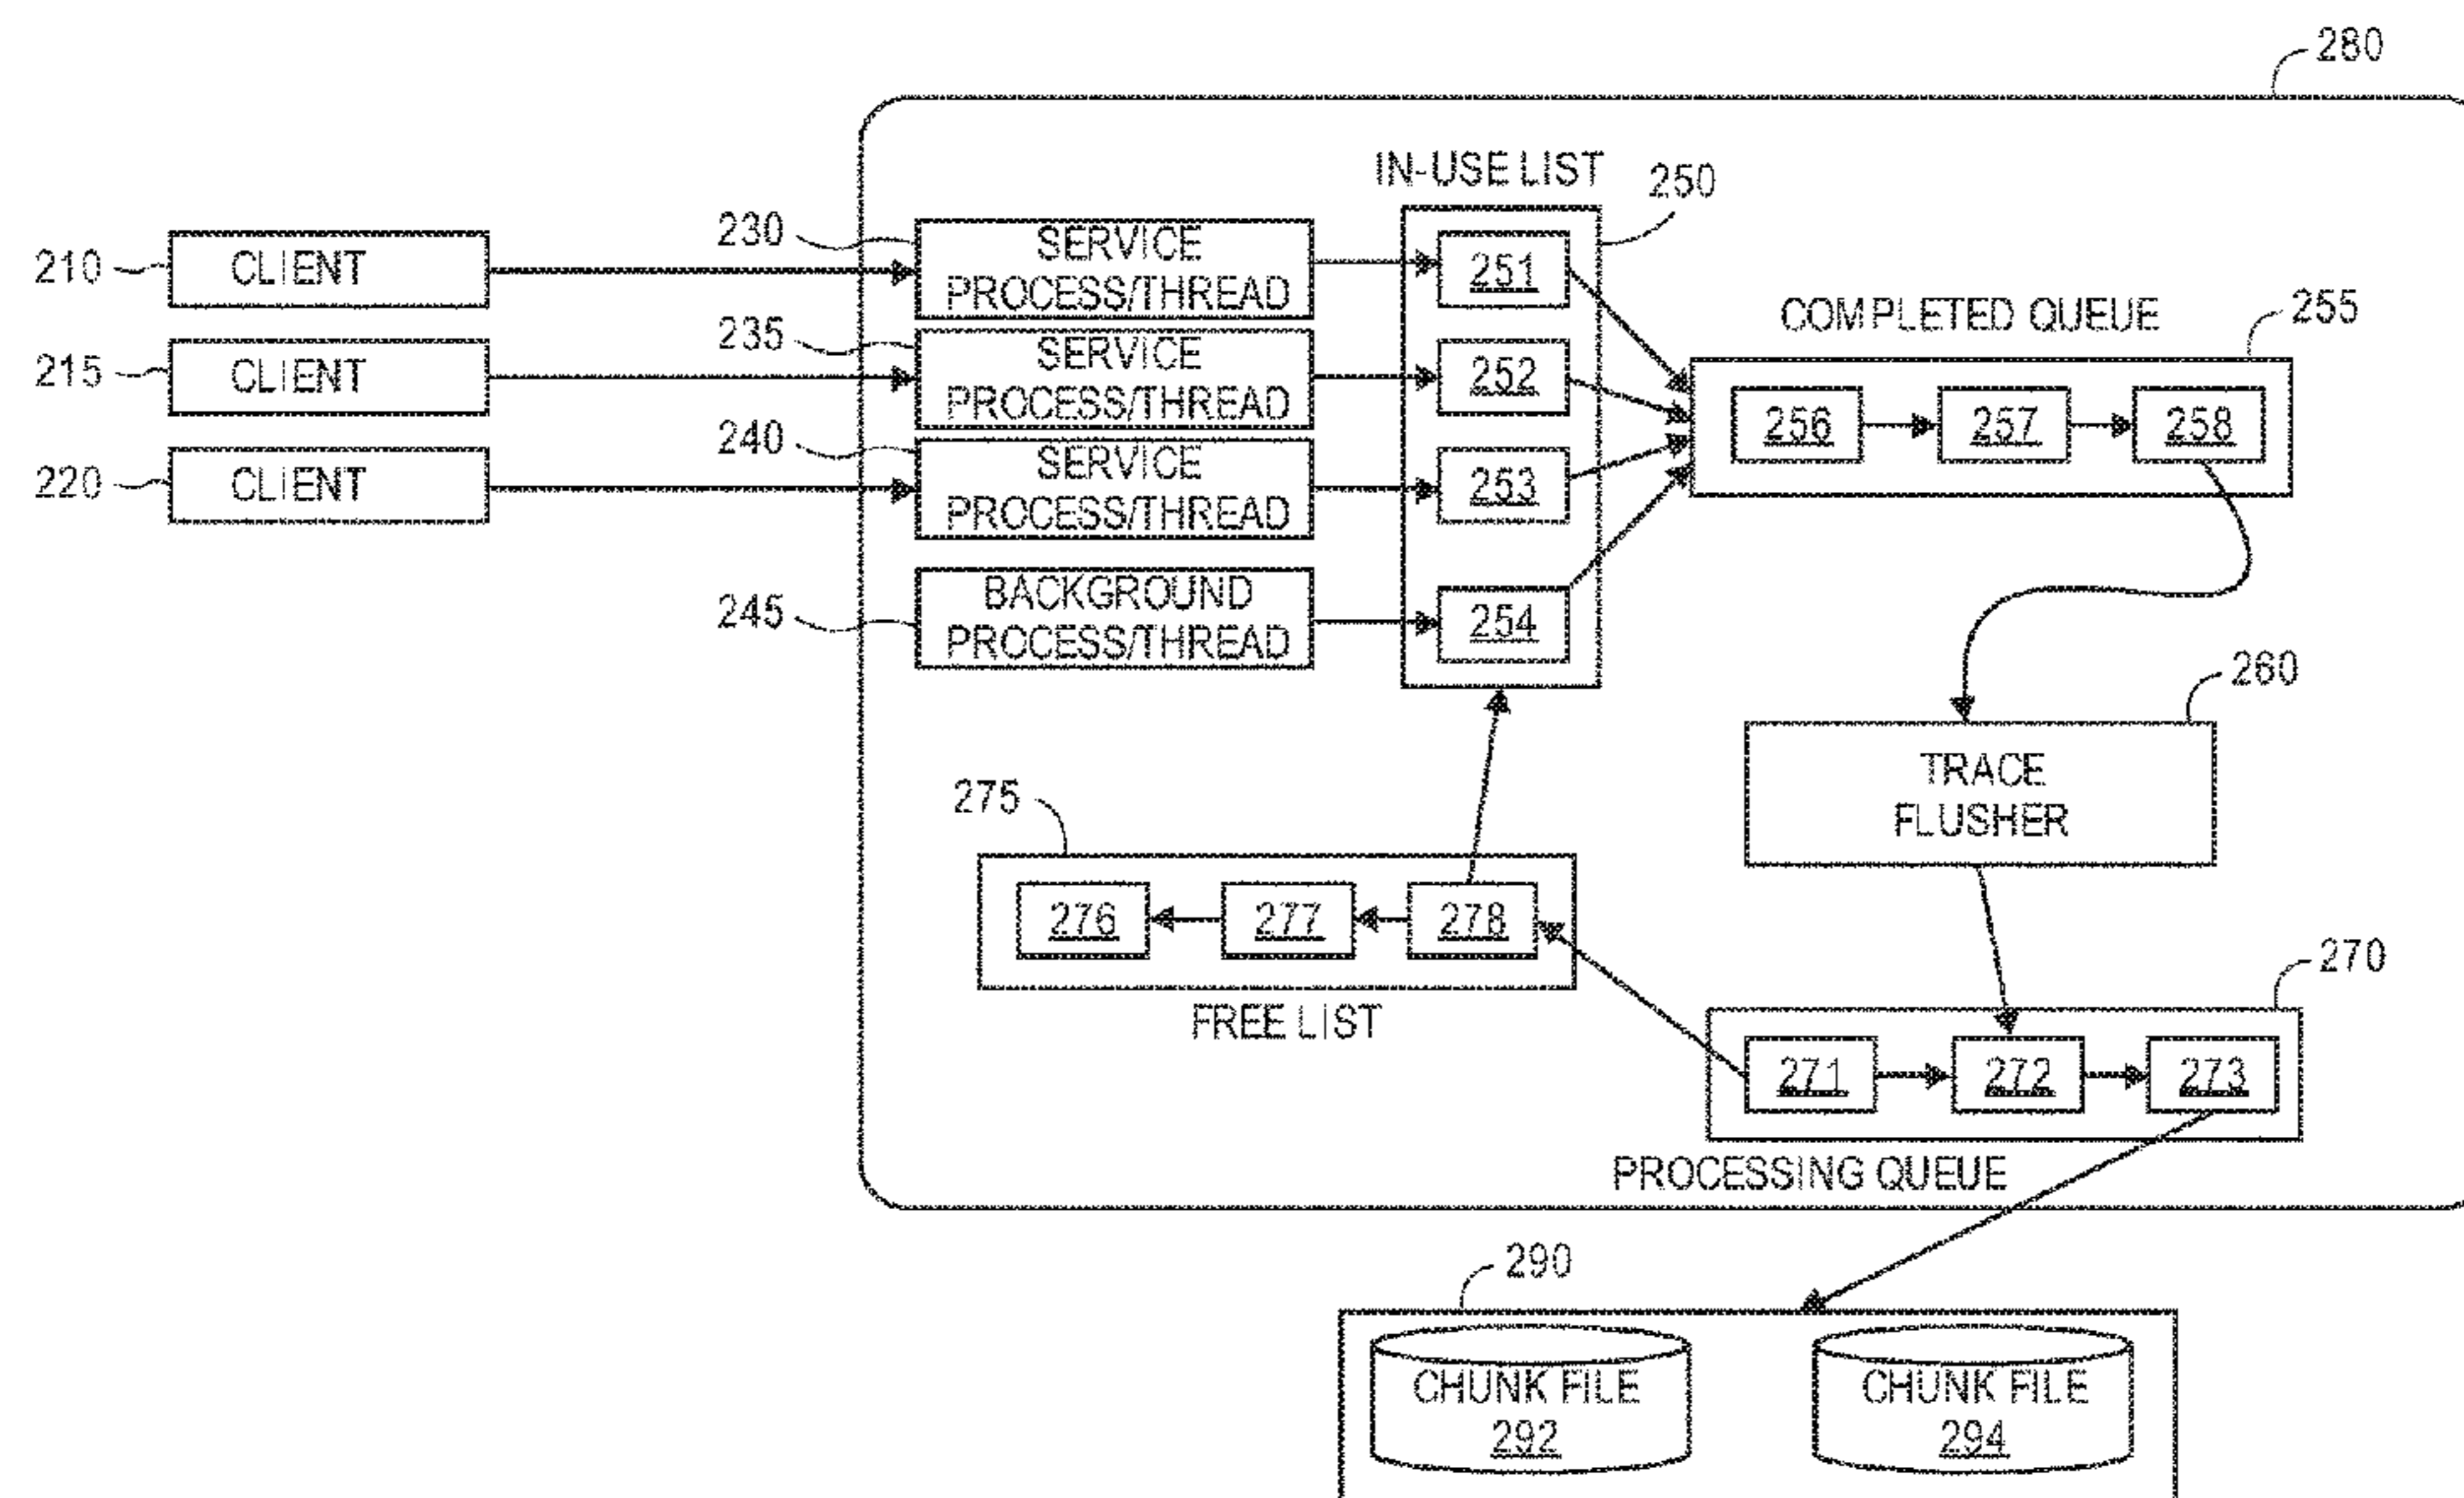 280
IN-USE LIST
250
230
SERVICE
PROCESS/THREAD
210
CLIENT
251
235
SERVICE
PROCESS/THREAD
215
CLIENT
252
COMPLETED QUEUE
255
256
257
258
240
SERVICE
PROCESS/THREAD
220
CLIENT
253
245
BACKGROUND
PROCESS/THREAD
254
260
TRACE
FLUSHER
275
276
277
278
FREE LIST
270
271
272
273
PROCESSING QUEUE
290
CHUNK FILE
292
CHUNK FILE
294